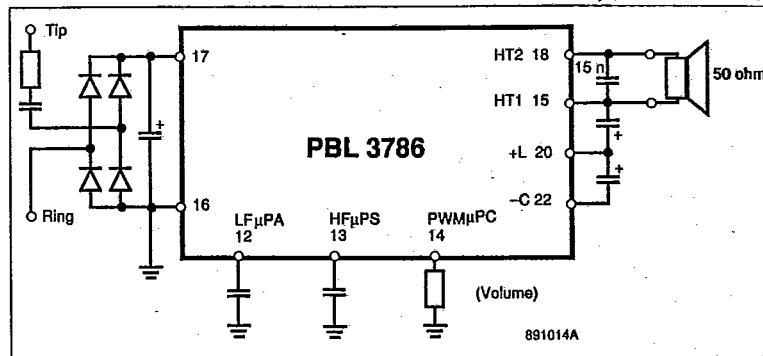 Tip
17
HT2 18
15 n
50 ohm
HT1 15
PBL 3786
+
+
+L 20
+
16
-C 22
Ring
LFµPA
12
HFµPS
13
PWMµPC
14
(Volume)
891014A